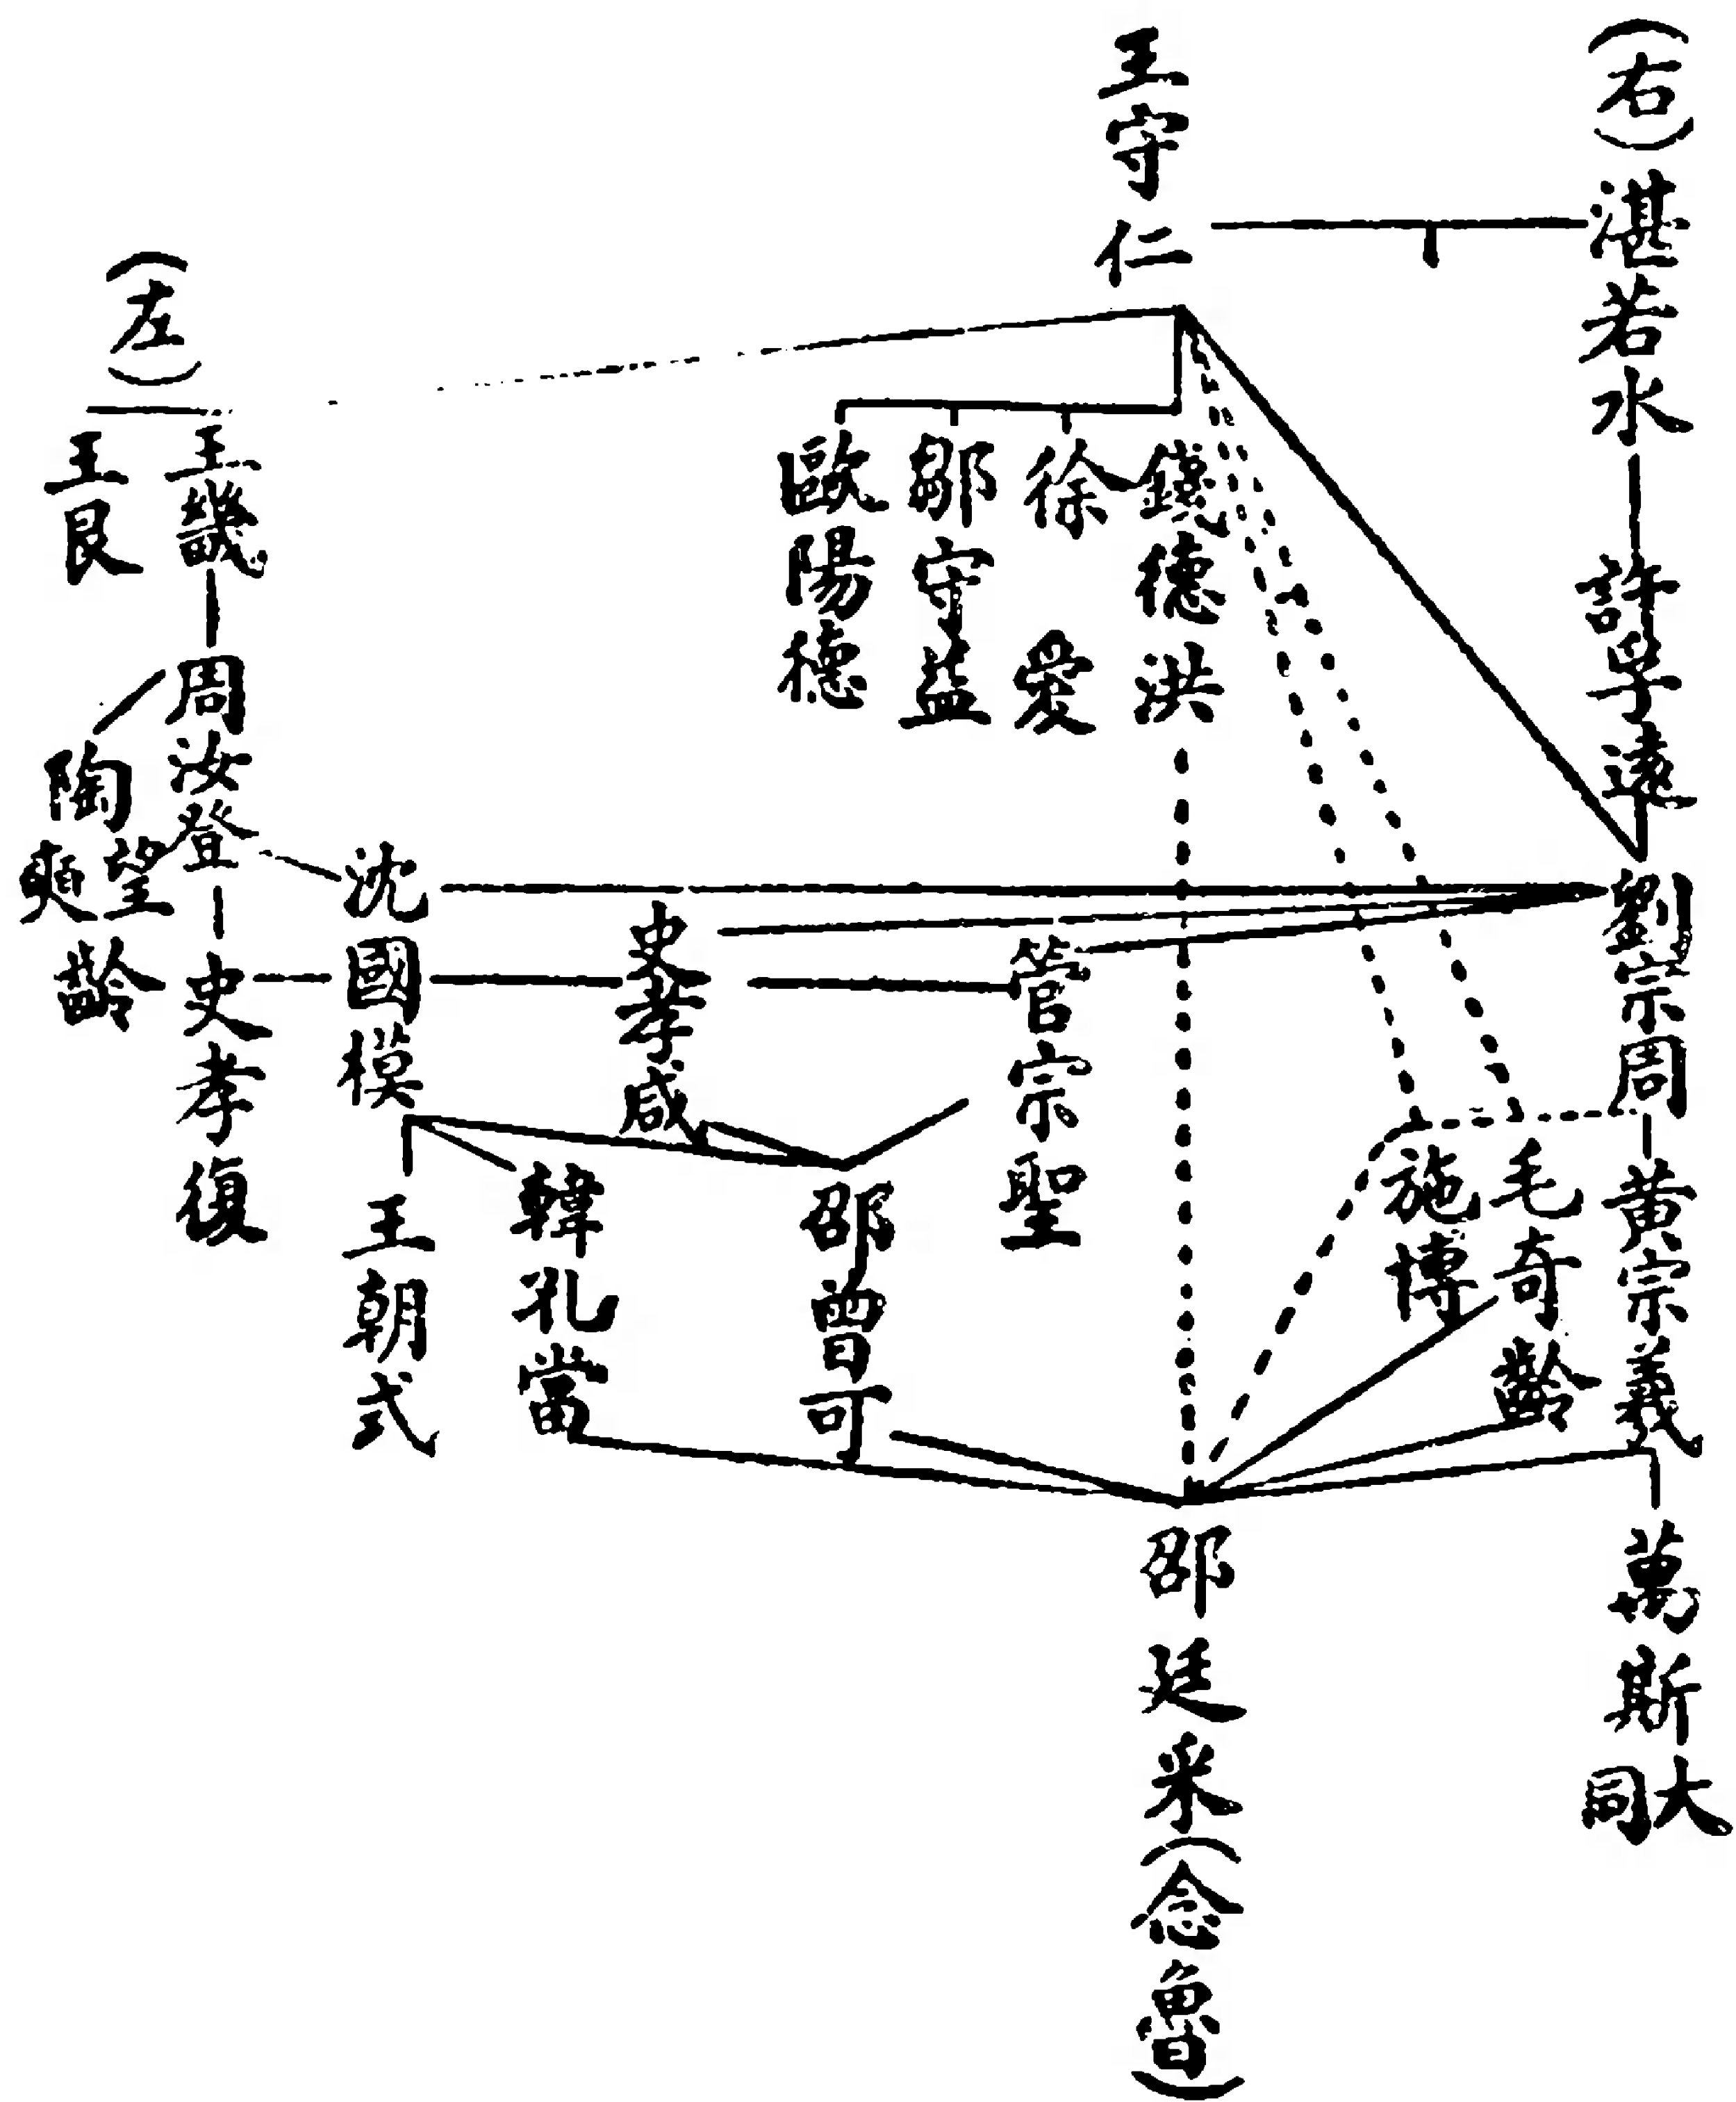 (右)湛若水
許孚遠
劉宗周
黃宗羲
萬斯大
同
王守仁
錢德洪
徐愛
鄒守益
歐陽德
毛奇齡
施博
管宗聖
史孝咸
沈國模
邵曾可
韓孔當
王朝式
邵廷采(念魯)
(左)
王畿
王艮
周汝登
陶望
奭
齡
史孝復